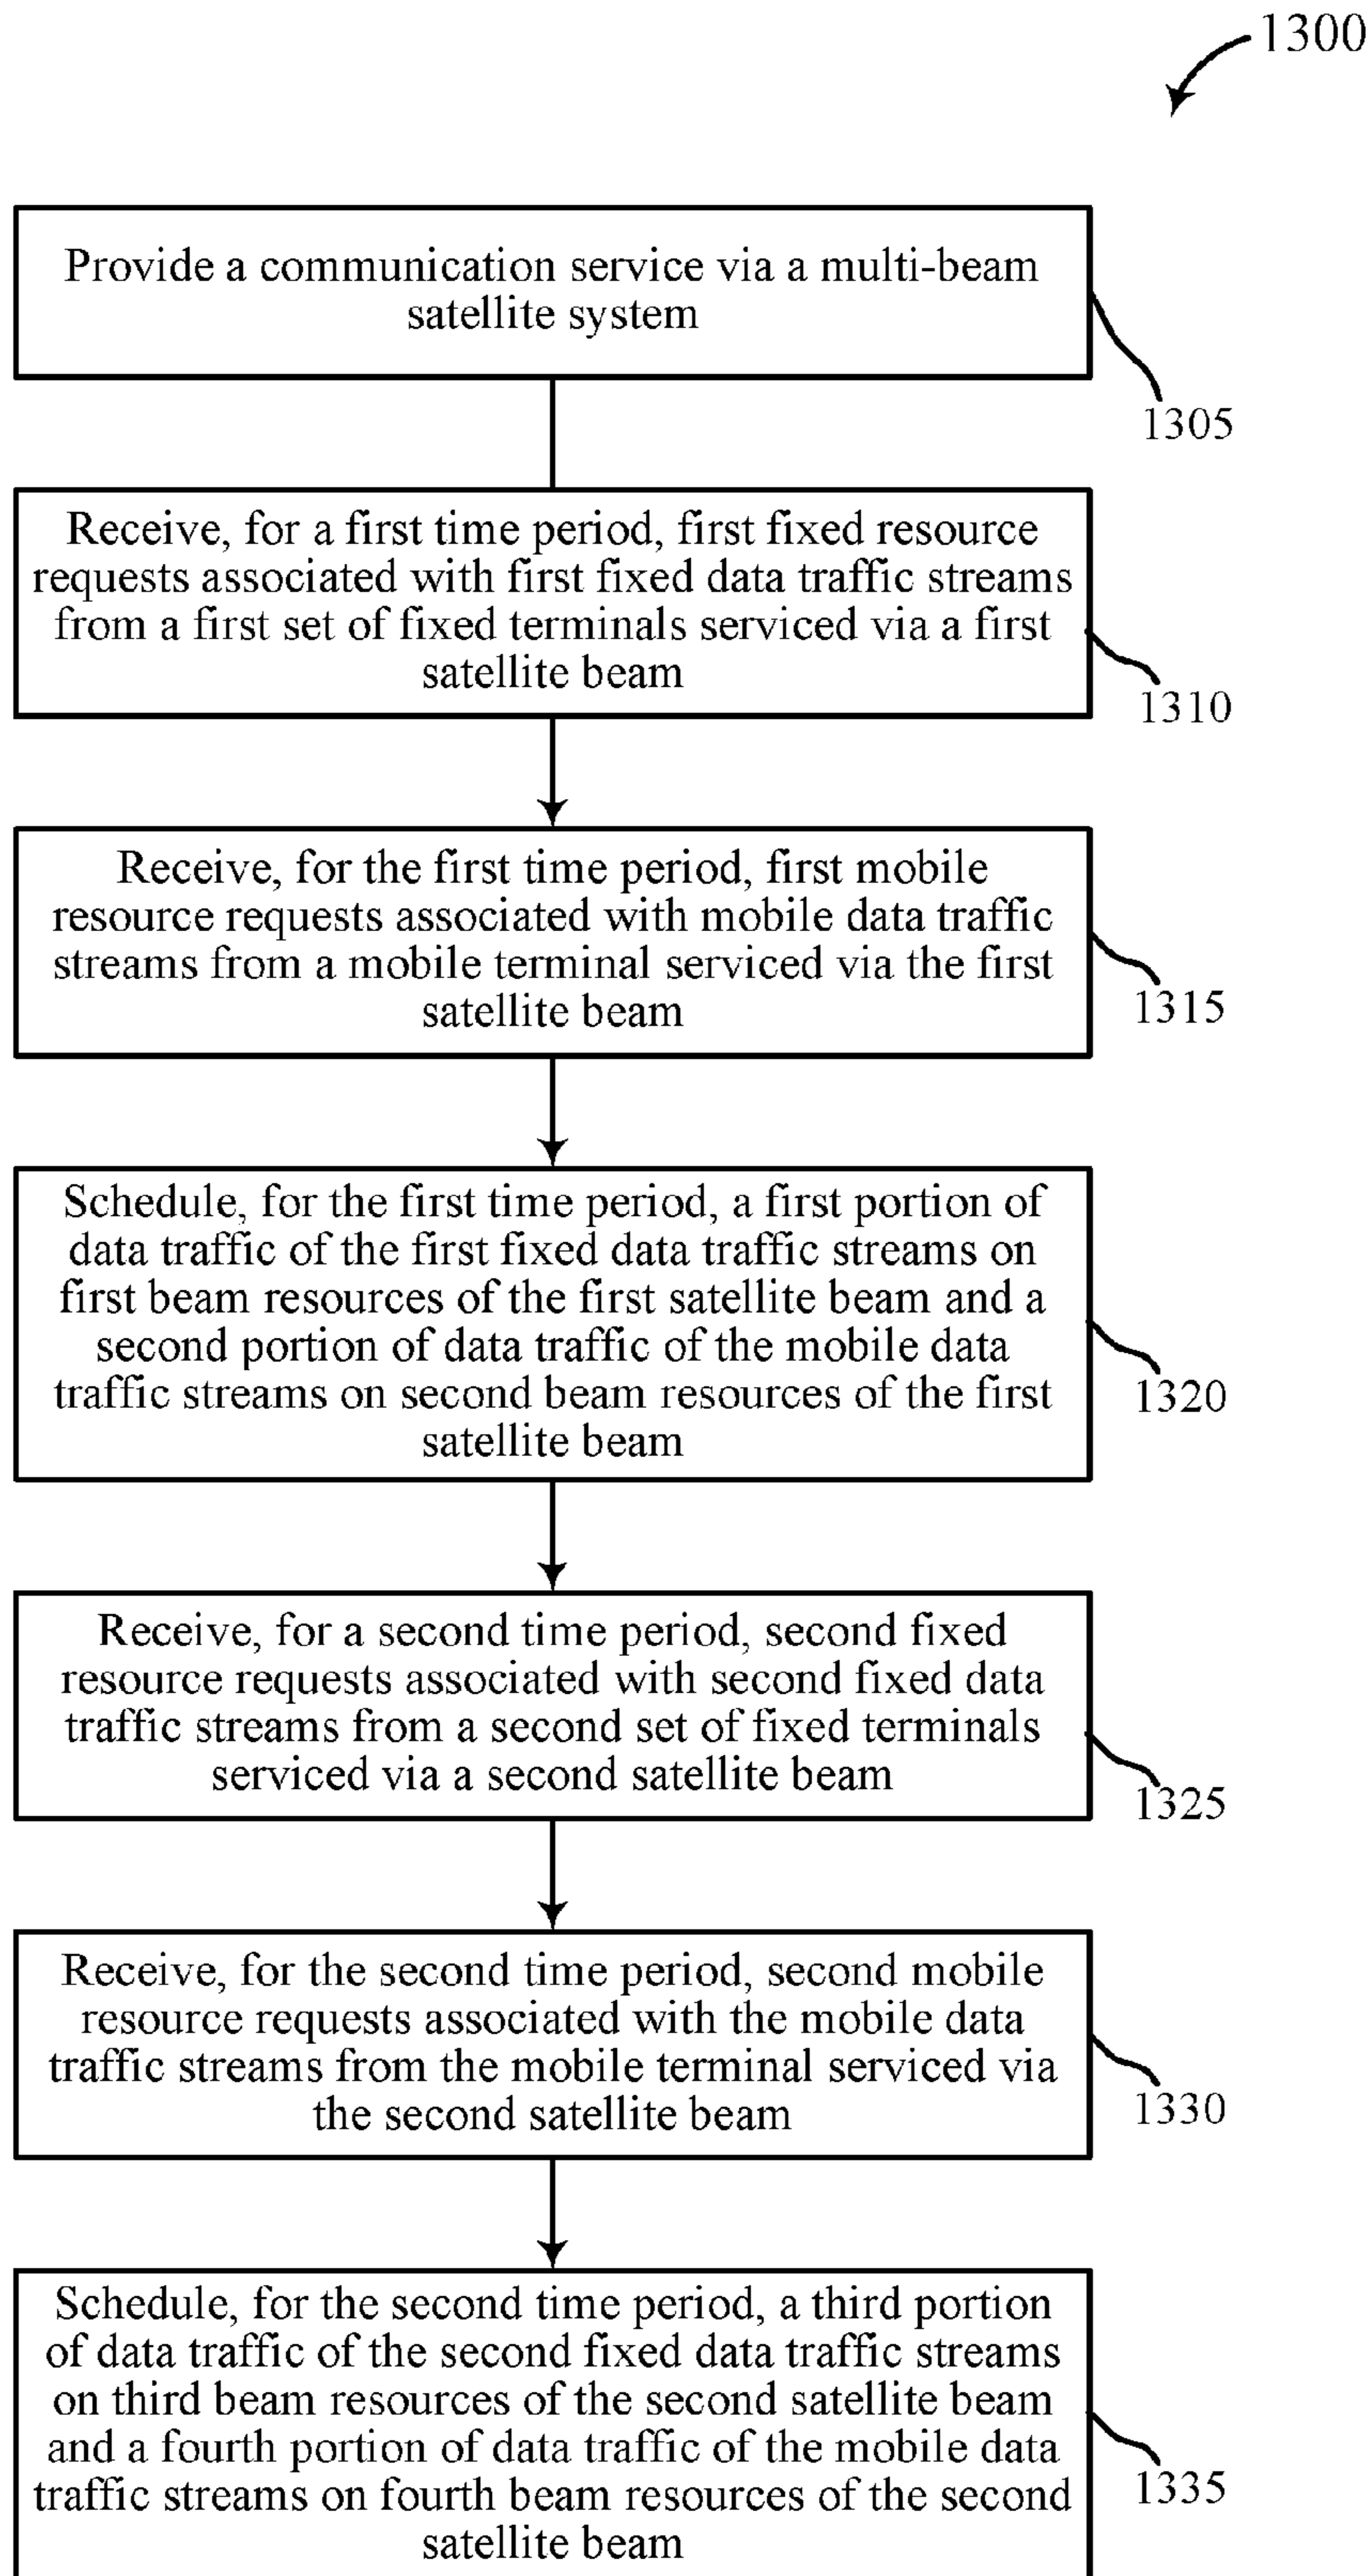 1300
Provide a communication service via a multi-beam
satellite system
1305
Receive, for a first time period, first fixed resource
requests associated with first fixed data traffic streams
from a first set of fixed terminals serviced via a first
satellite beam
1310
Receive, for the first time period, first mobile
resource requests associated with mobile data traffic
streams from a mobile terminal serviced via the first
satellite beam
1315
Schedule, for the first time period, a first portion of
data traffic of the first fixed data traffic streams on
first beam resources of the first satellite beam and a
second portion of data traffic of the mobile data
traffic streams on second beam resources of the first
satellite beam
1320
Receive, for a second time period, second fixed
resource requests associated with second fixed data
traffic streams from a second set of fixed terminals
serviced via a second satellite beam
1325
Receive, for the second time period, second mobile
resource requests associated with the mobile data
traffic streams from the mobile terminal serviced via
the second satellite beam
1330
Schedule, for the second time period, a third portion
of data traffic of the second fixed data traffic streams
on third beam resources of the second satellite beam
and a fourth portion of data traffic of the mobile data
traffic streams on fourth beam resources of the second
satellite beam
1335